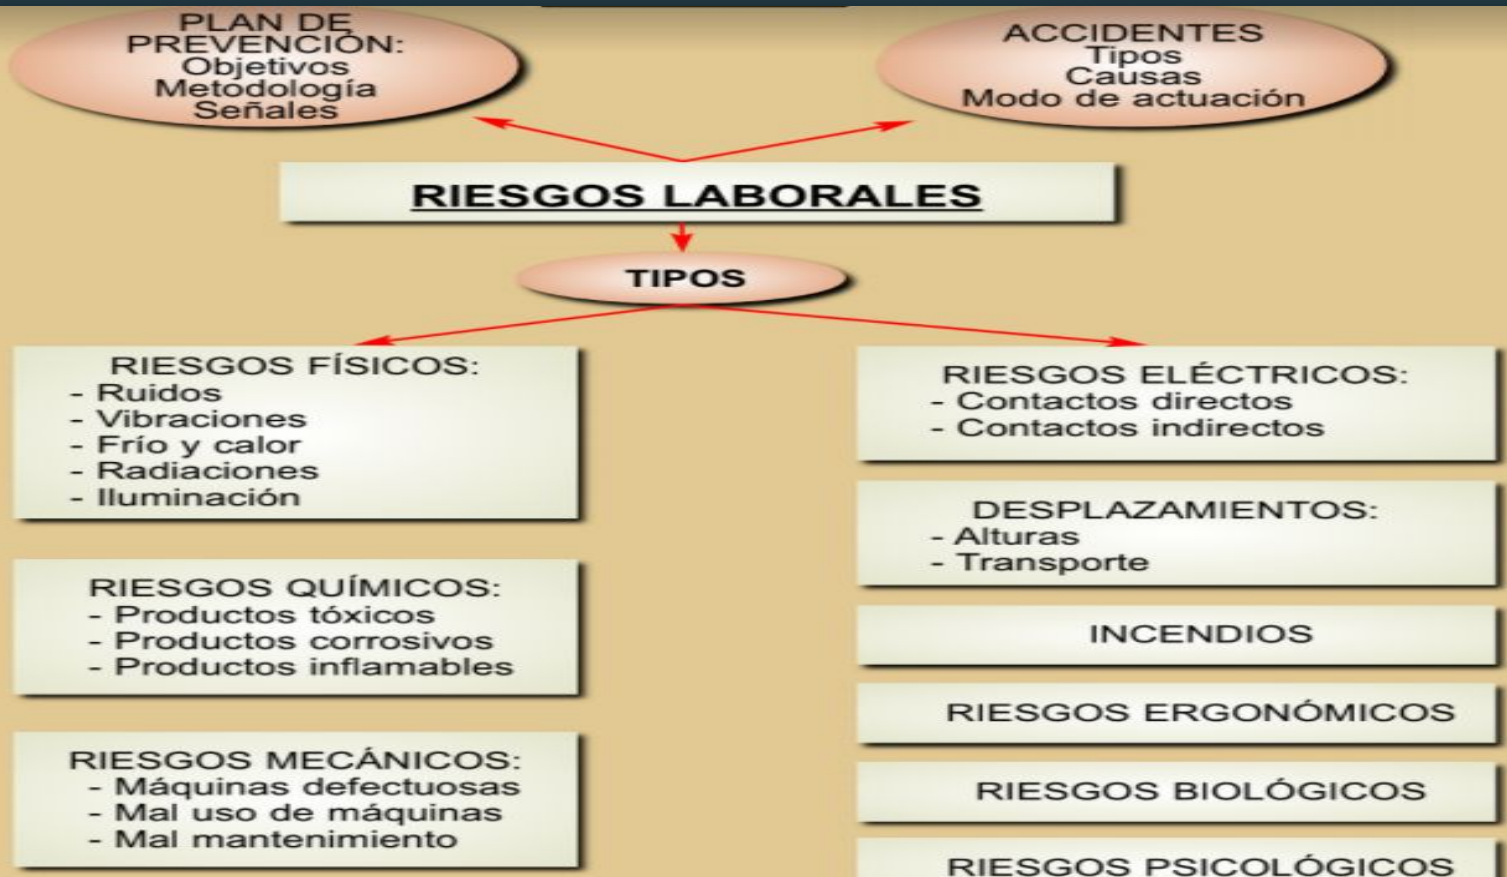 PLAN DE
PREVENCIÓN:
Objetivos
Metodología
Señales
ACCIDENTES
Tipos
Causas
Modo de actuación
RIESGOS LABORALES
TIPOS
RIESGOS FÍSICOS:
- Ruidos
- Vibraciones
- Frío y calor
- Radiaciones
- Iluminación
RIESGOS QUÍMICOS:
- Productos tóxicos
- Productos corrosivos
- Productos inflamables
RIESGOS MECÁNICOS:
- Máquinas defectuosas
- Mal uso de máquinas
- Mal mantenimiento
RIESGOS ELÉCTRICOS:
- Contactos directos
- Contactos indirectos
DESPLAZAMIENTOS:
- Alturas
- Transporte
INCENDIOS
RIESGOS ERGONÓMICOS
RIESGOS BIOLÓGICOS
RIESGOS PSICOLÓGICOS